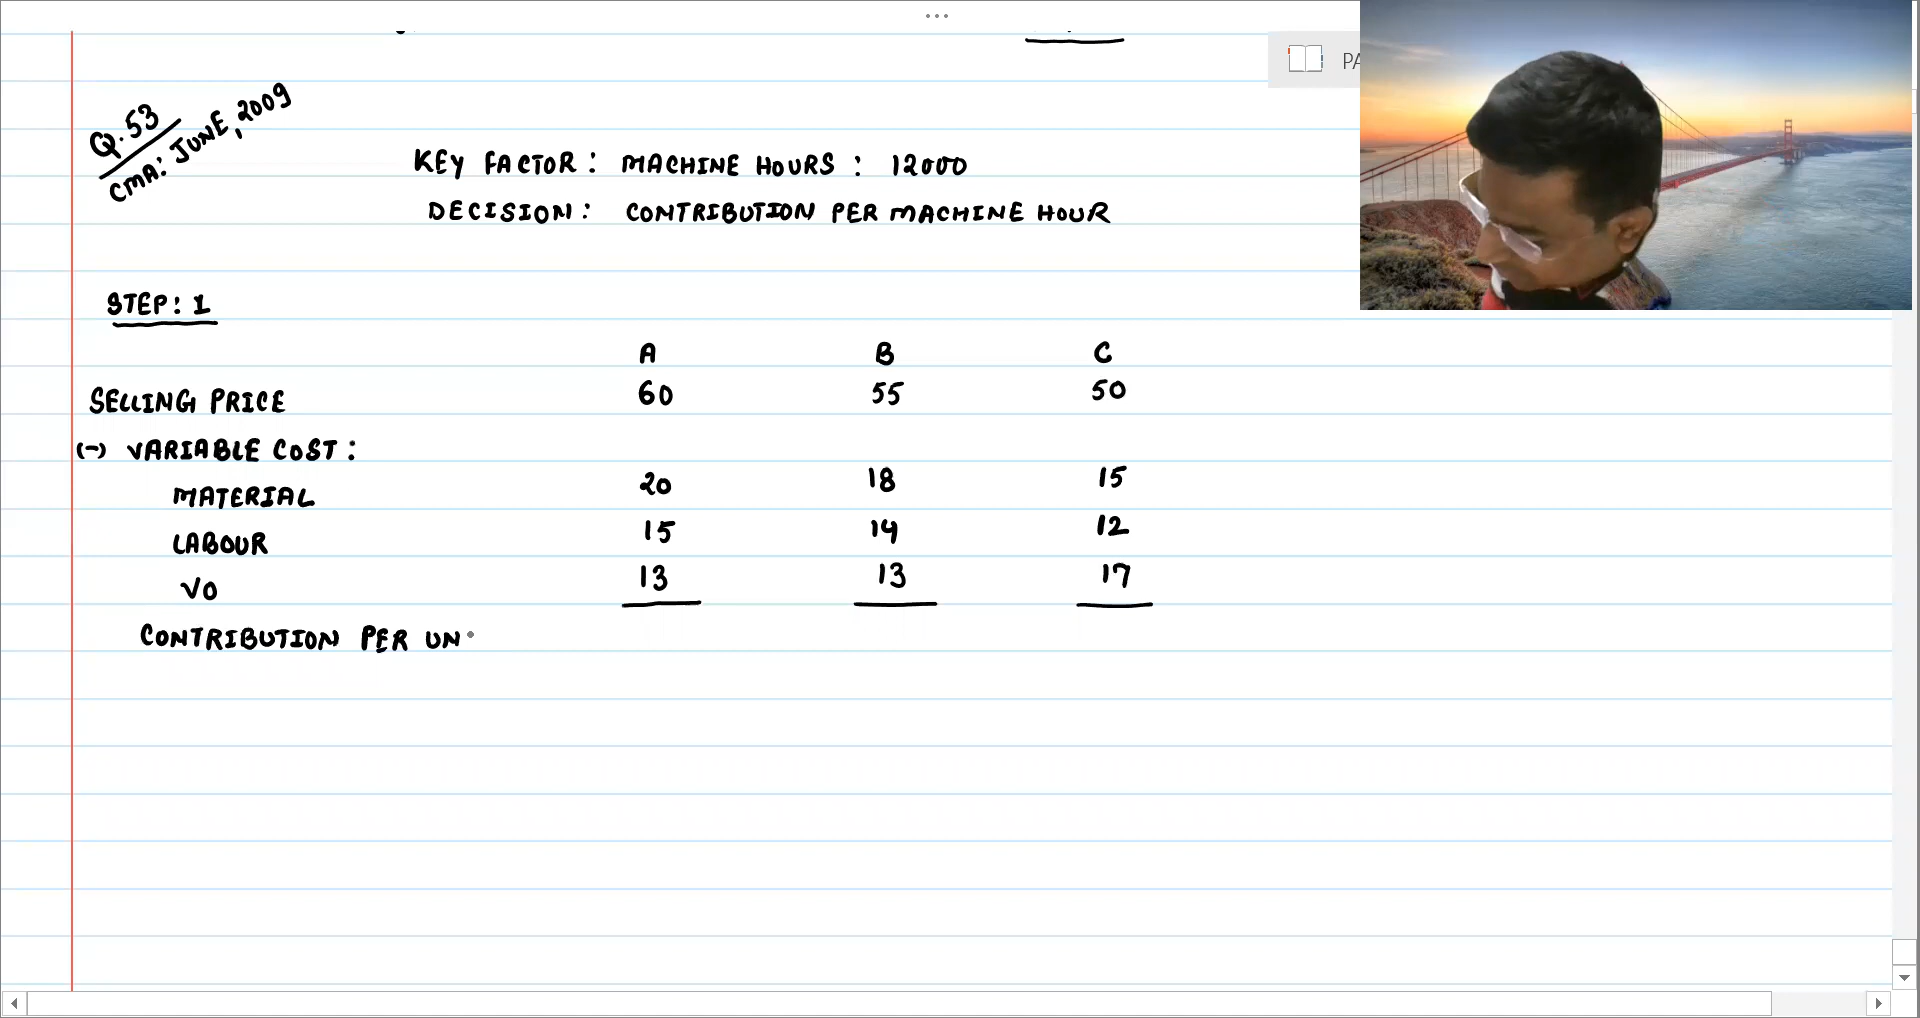 Q.53
CMA: JUNE, 2009
KEY FACTOR: MACHINE HOURS: 12000
DECISION: CONTRIBUTION PER MACHINE HOUR
STEP: 1
A B C
SELLING PRICE 60 55 50
(-) VARIABLE COST:
MATERIAL 20 18 15
LABOUR 15 14 12
VO 13 13 17
CONTRIBUTION PER UN